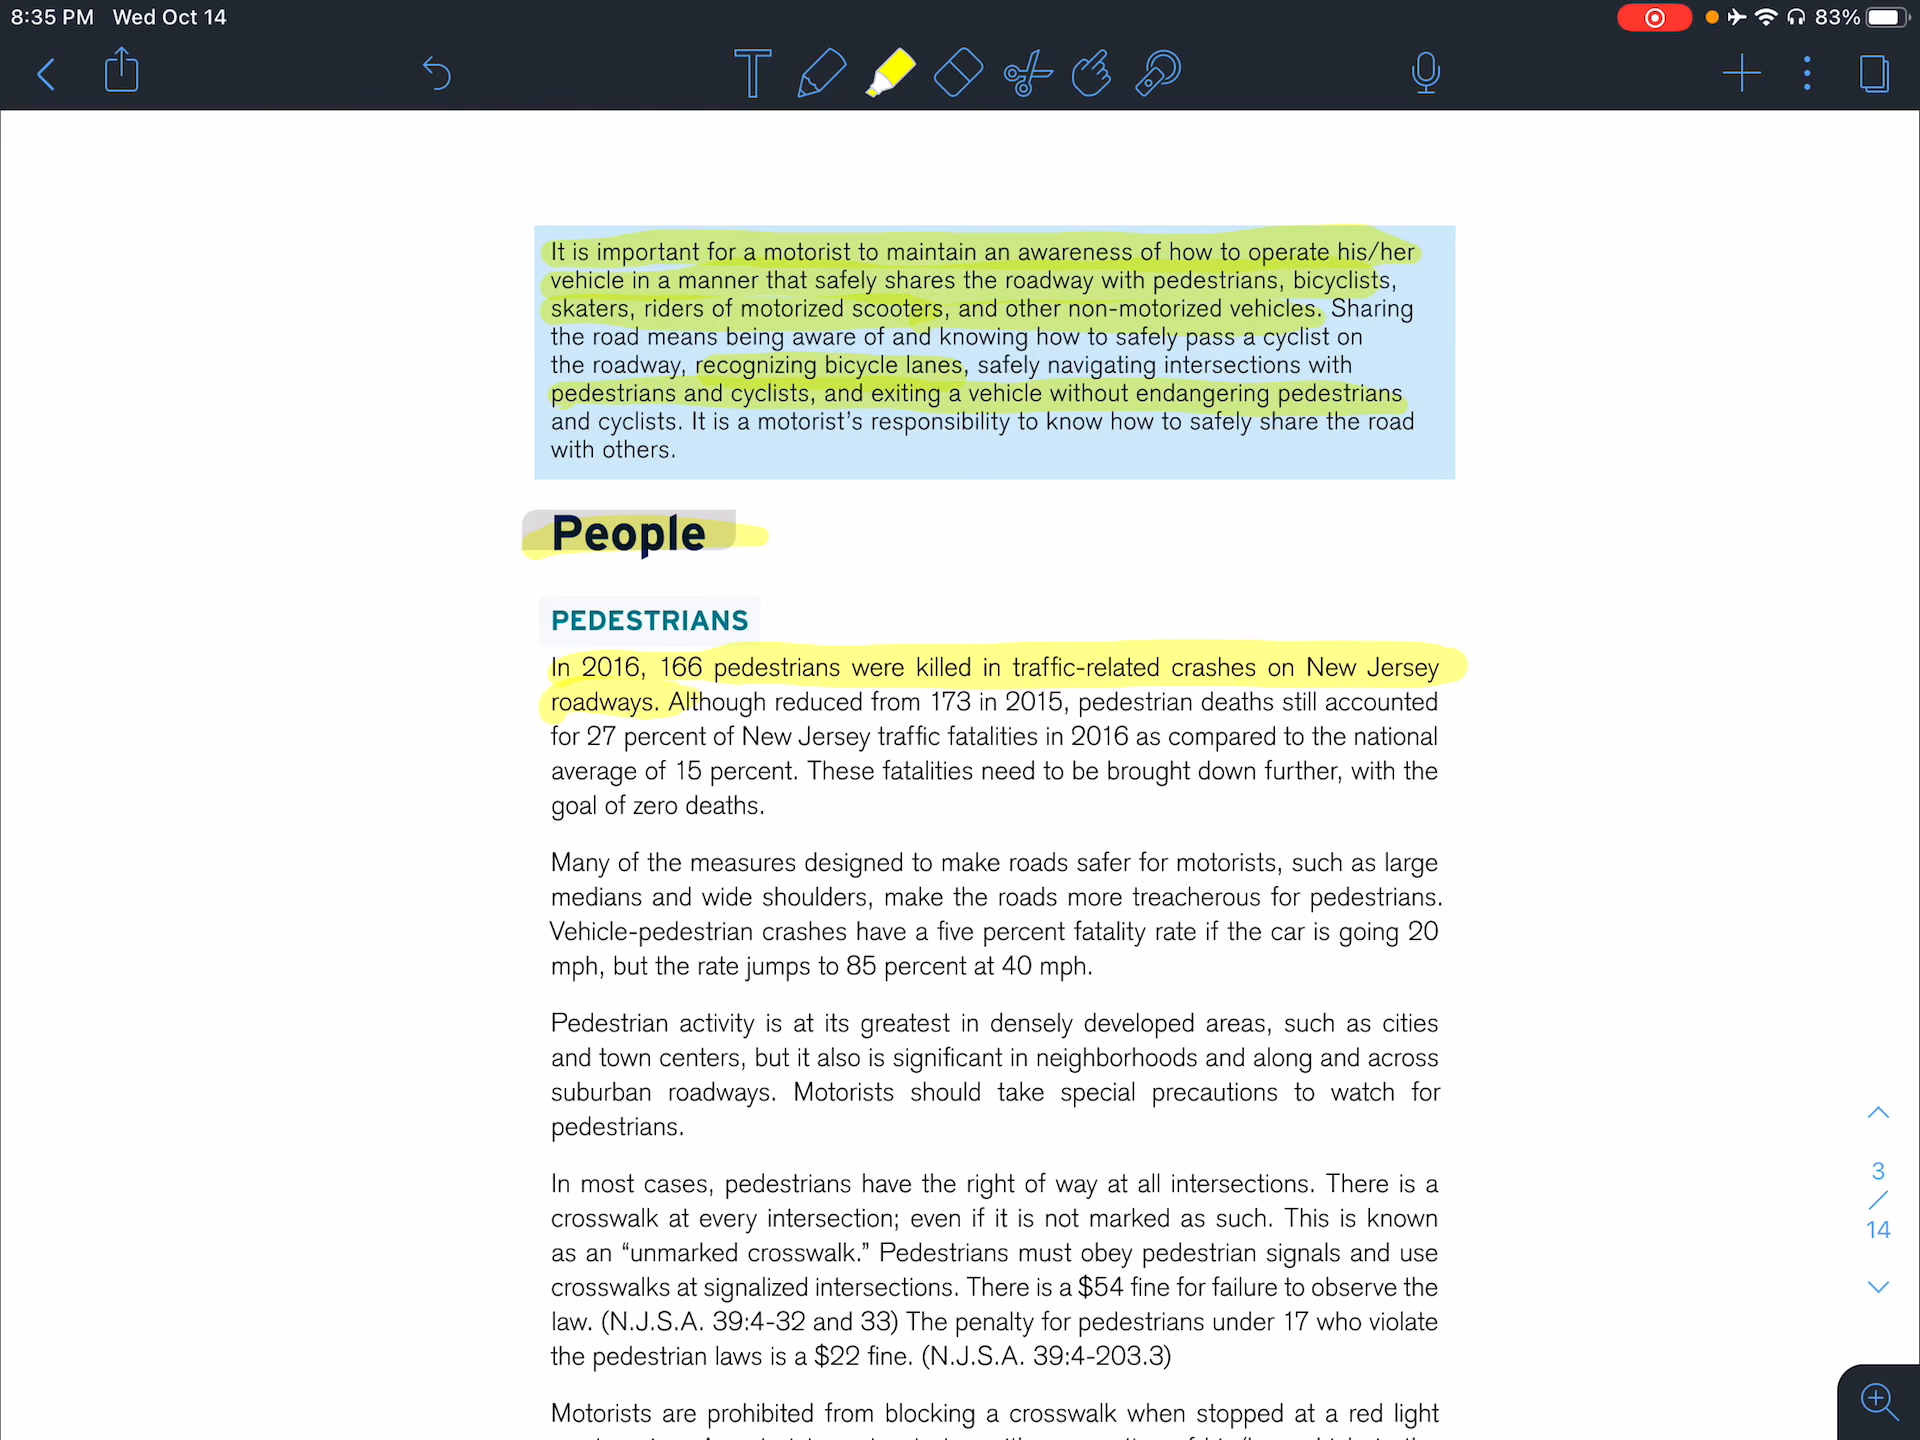 8:35 PM Wed Oct 14
83%
It is important for a motorist to maintain an awareness of how to operate his/her
vehicle in a manner that safely shares the roadway with pedestrians, bicyclists,
skaters, riders of motorized scooters, and other non-motorized vehicles. Sharing
the road means being aware of and knowing how to safely pass a cyclist on
the roadway, recognizing bicycle lanes, safely navigating intersections with
pedestrians and cyclists, and exiting a vehicle without endangering pedestrians
and cyclists. It is a motorist's responsibility to know how to safely share the road
with others.
People
PEDESTRIANS
In 2016, 166 pedestrians were killed in traffic-related crashes on New Jersey
roadways. Although reduced from 173 in 2015, pedestrian deaths still accounted
for 27 percent of New Jersey traffic fatalities in 2016 as compared to the national
average of 15 percent. These fatalities need to be brought down further, with the
goal of zero deaths.
Many of the measures designed to make roads safer for motorists, such as large
medians and wide shoulders, make the roads more treacherous for pedestrians.
Vehicle-pedestrian crashes have a five percent fatality rate if the car is going 20
mph, but the rate jumps to 85 percent at 40 mph.
Pedestrian activity is at its greatest in densely developed areas, such as cities
and town centers, but it also is significant in neighborhoods and along and across
suburban roadways. Motorists should take special precautions to watch for
pedestrians.
In most cases, pedestrians have the right of way at all intersections. There is a
crosswalk at every intersection; even if it is not marked as such. This is known
as an “unmarked crosswalk.” Pedestrians must obey pedestrian signals and use
crosswalks at signalized intersections. There is a $54 fine for failure to observe the
law. (N.J.S.A. 39:4-32 and 33) The penalty for pedestrians under 17 who violate
the pedestrian laws is a $22 fine. (N.J.S.A. 39:4-203.3)
Motorists are prohibited from blocking a crosswalk when stopped at a red light
3
/
14